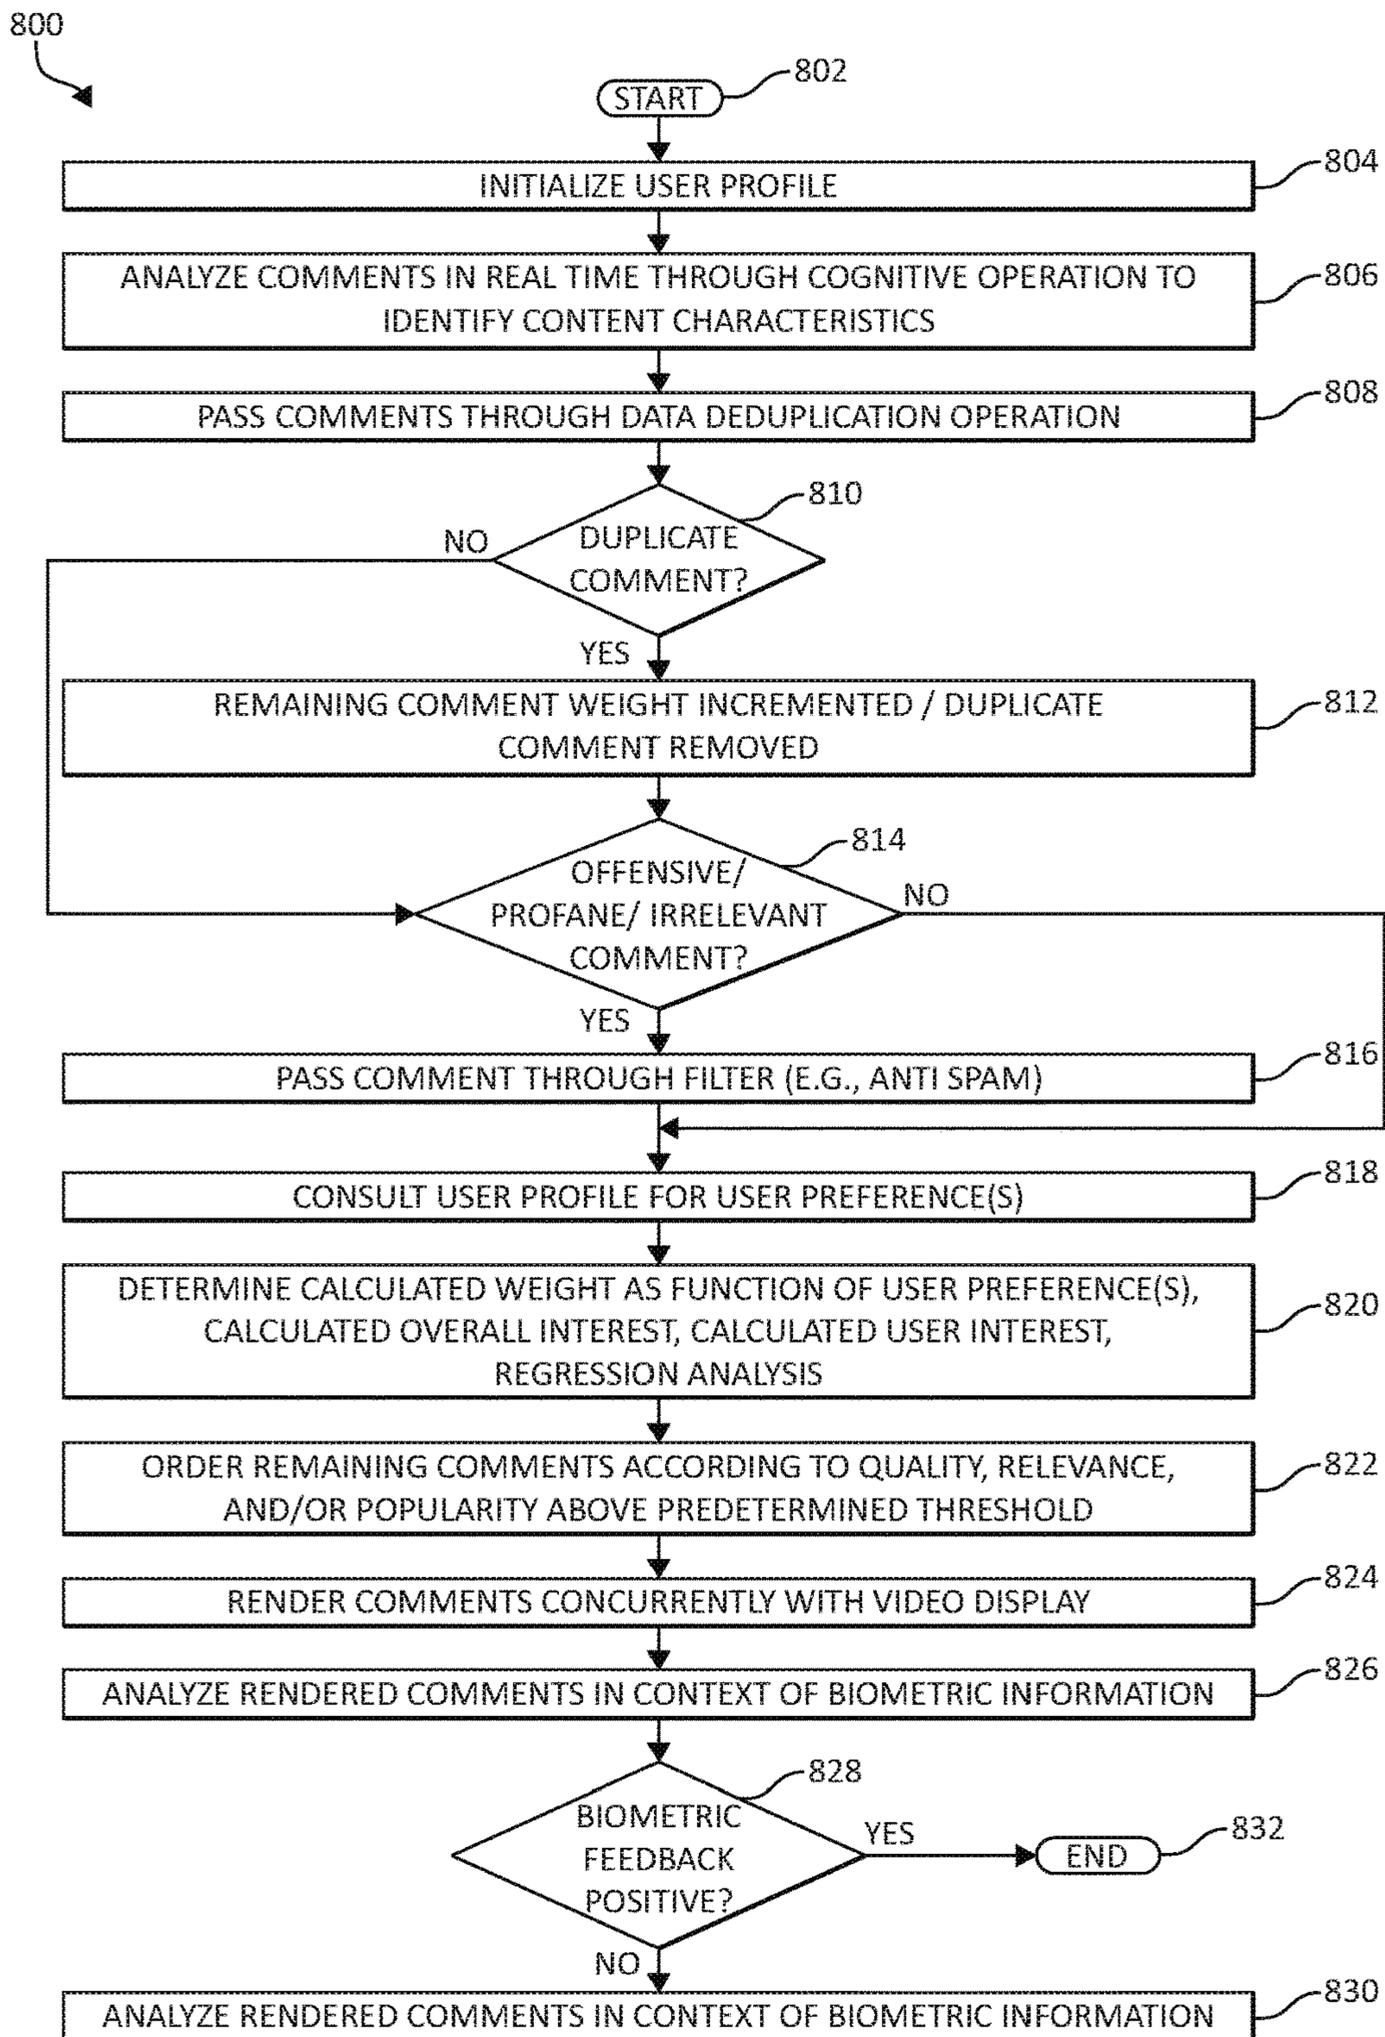 800
START
802
INITIALIZE USER PROFILE
804
ANALYZE COMMENTS IN REAL TIME THROUGH COGNITIVE OPERATION TO
IDENTIFY CONTENT CHARACTERISTICS
806
PASS COMMENTS THROUGH DATA DEDUPLICATION OPERATION
808
DUPLICATE
COMMENT?
810
NO
YES
REMAINING COMMENT WEIGHT INCREMENTED / DUPLICATE
COMMENT REMOVED
812
OFFENSIVE/
PROFANE/ IRRELEVANT
COMMENT?
814
NO
YES
PASS COMMENT THROUGH FILTER (E.G., ANTI SPAM)
816
CONSULT USER PROFILE FOR USER PREFERENCE(S)
818
DETERMINE CALCULATED WEIGHT AS FUNCTION OF USER PREFERENCE(S),
CALCULATED OVERALL INTEREST, CALCULATED USER INTEREST,
REGRESSION ANALYSIS
820
ORDER REMAINING COMMENTS ACCORDING TO QUALITY, RELEVANCE,
AND/OR POPULARITY ABOVE PREDETERMINED THRESHOLD
822
RENDER COMMENTS CONCURRENTLY WITH VIDEO DISPLAY
824
ANALYZE RENDERED COMMENTS IN CONTEXT OF BIOMETRIC INFORMATION
826
BIOMETRIC
FEEDBACK
POSITIVE?
828
YES
END
832
NO
ANALYZE RENDERED COMMENTS IN CONTEXT OF BIOMETRIC INFORMATION
830